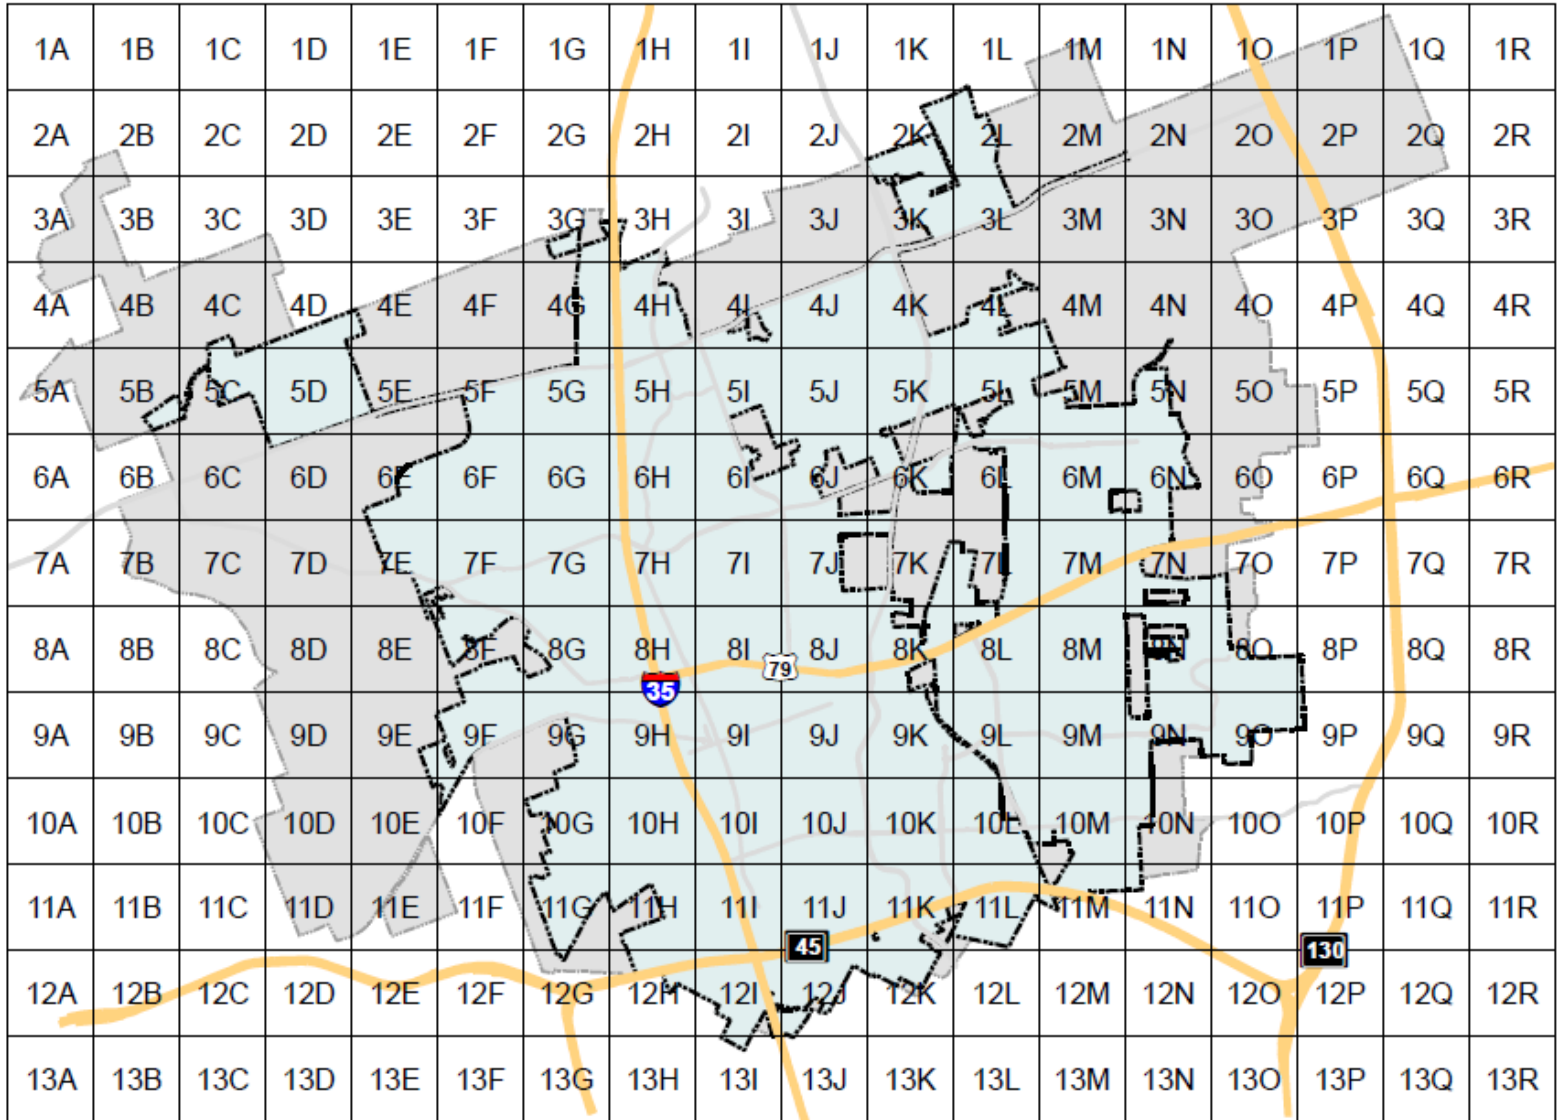 1A 1B 1C 1D 1E 1F 1G 1H 1I 1J 1K 1L 1M 1N 1O 1P 1Q 1R
2A 2B 2C 2D 2E 2F 2G 2H 2I 2J 2K 2L 2M 2N 2O 2P 2Q 2R
3A 3B 3C 3D 3E 3F 3G 3H 3I 3J 3K 3L 3M 3N 3O 3P 3Q 3R
4A 4B 4C 4D 4E 4F 4G 4H 4I 4J 4K 4L 4M 4N 4O 4P 4Q 4R
5A 5B 5C 5D 5E 5F 5G 5H 5I 5J 5K 5L 5M 5N 5O 5P 5Q 5R
6A 6B 6C 6D 6E 6F 6G 6H 6I 6J 6K 6L 6M 6N 6O 6P 6Q 6R
7A 7B 7C 7D 7E 7F 7G 7H 7I 7J 7K 7L 7M 7N 7O 7P 7Q 7R
8A 8B 8C 8D 8E 8F 8G 8H 8I 8J 8K 8L 8M 8N 8O 8P 8Q 8R
79
35
9A 9B 9C 9D 9E 9F 9G 9H 9I 9J 9K 9L 9M 9N 9O 9P 9Q 9R
10A 10B 10C 10D 10E 10F 10G 10H 10I 10J 10K 10L 10M 10N 10O 10P 10Q 10R
11A 11B 11C 11D 11E 11F 11G 11H 11I 11J 11K 11L 11M 11N 11O 11P 11Q 11R
45 130
12A 12B 12C 12D 12E 12F 12G 12H 12I 12J 12K 12L 12M 12N 12O 12P 12Q 12R
13A 13B 13C 13D 13E 13F 13G 13H 13I 13J 13K 13L 13M 13N 13O 13P 13Q 13R